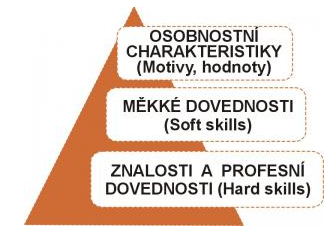 OSOBNOSTNÍ
CHARAKTERISTIKY
(Motivy, hodnoty)
MĚKKÉ DOVEDNOSTI
(Soft skills)
ZNALOSTI A PROFESNÍ
DOVEDNOSTI (Hard skills)